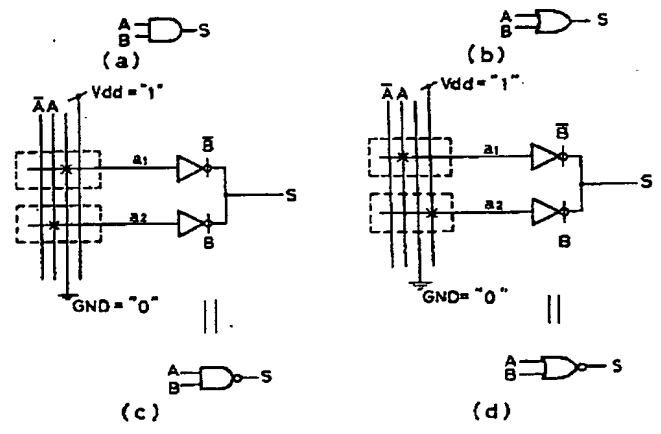 A
B
S
(a)
A
B
S
(b)
Vdd="1"
A̅ A
a1
B̅
S
a2
B
GND="0"
A
B
S
(c)
Vdd="1"
A̅ A
a1
B̅
S
a2
B
GND="0"
A
B
S
(d)